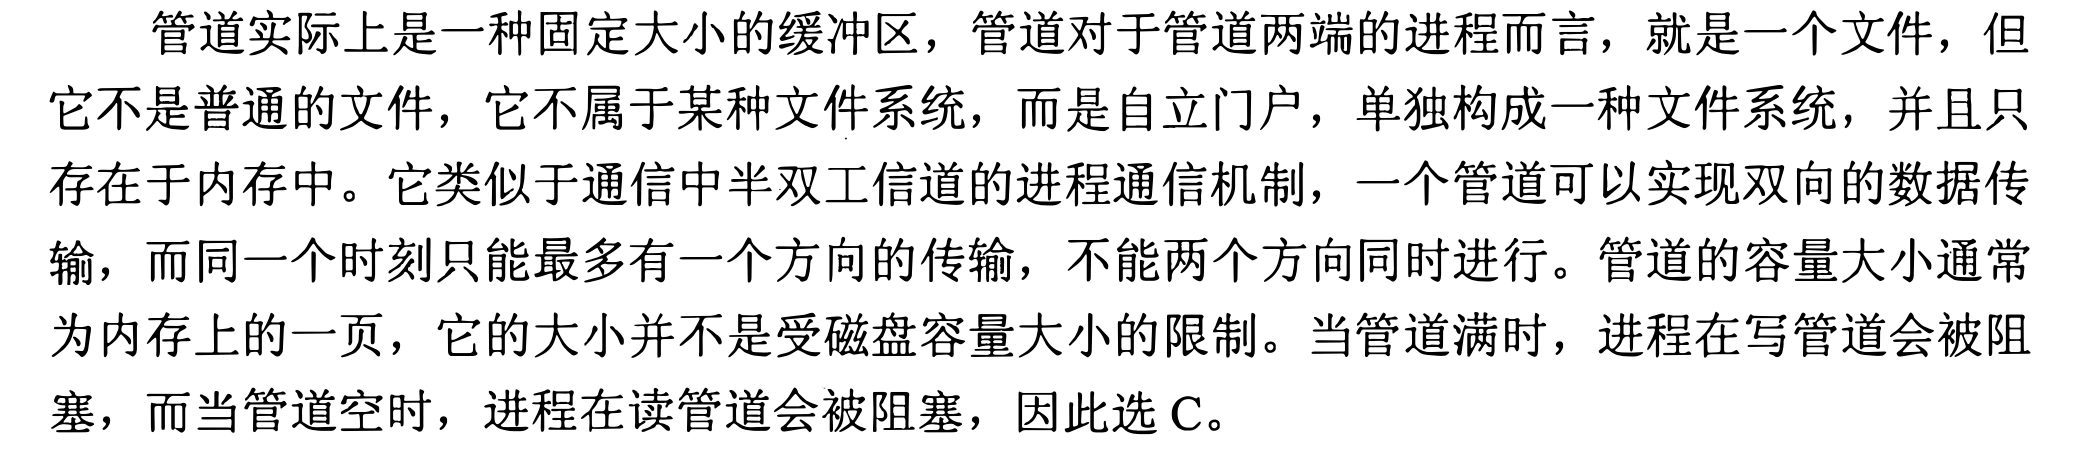 管道实际上是一种固定大小的缓冲区，管道对于管道两端的进程而言，就是一个文件，但
它不是普通的文件，它不属于某种文件系统，而是自立门户，单独构成一种文件系统，并且只
存在于内存中。它类似于通信中半双工信道的进程通信机制，一个管道可以实现双向的数据传
输，而同一个时刻只能最多有一个方向的传输，不能两个方向同时进行。管道的容量大小通常
为内存上的一页，它的大小并不是受磁盘容量大小的限制。当管道满时，进程在写管道会被阻
塞，而当管道空时，进程在读管道会被阻塞，因此选 C。